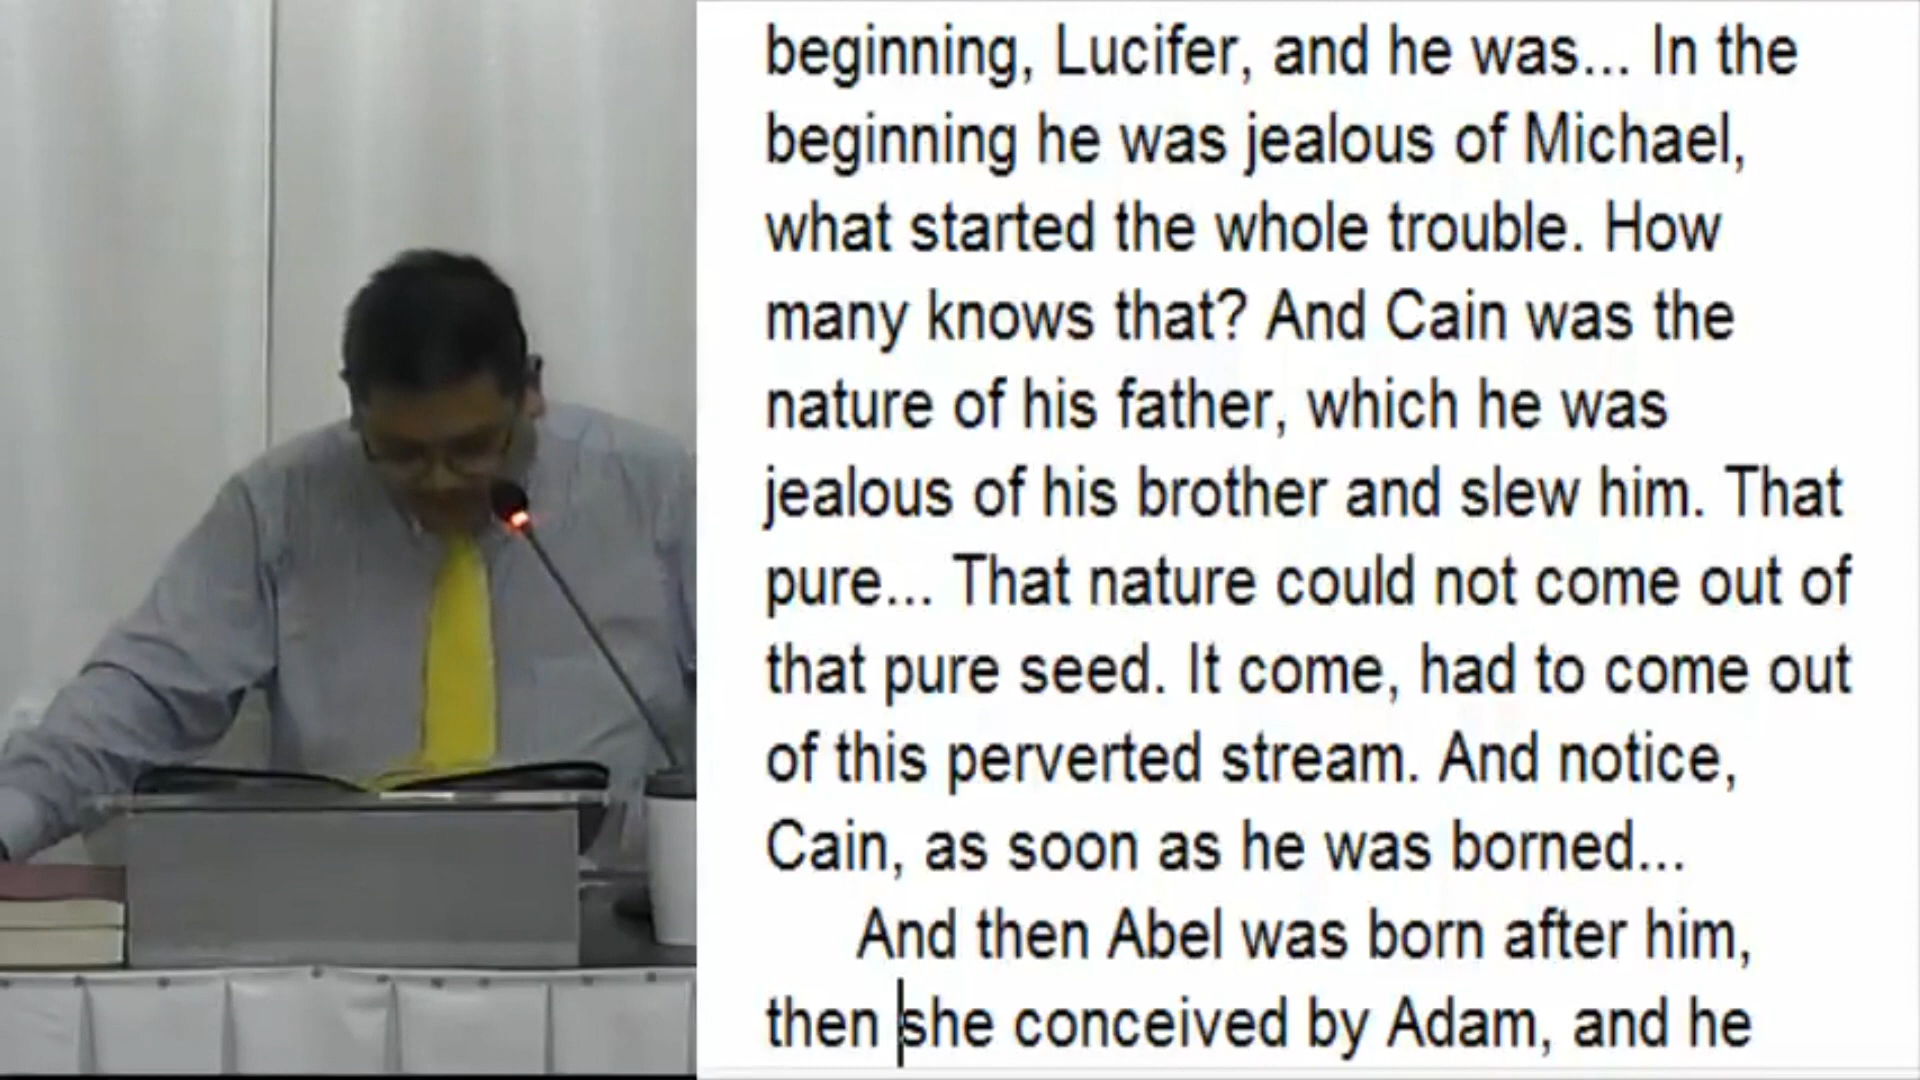 beginning, Lucifer, and he was... In the
beginning he was jealous of Michael,
what started the whole trouble. How
many knows that? And Cain was the
nature of his father, which he was
jealous of his brother and slew him. That
pure... That nature could not come out of
that pure seed. It come, had to come out
of this perverted stream. And notice,
Cain, as soon as he was borned...
And then Abel was born after him,
then she conceived by Adam, and he